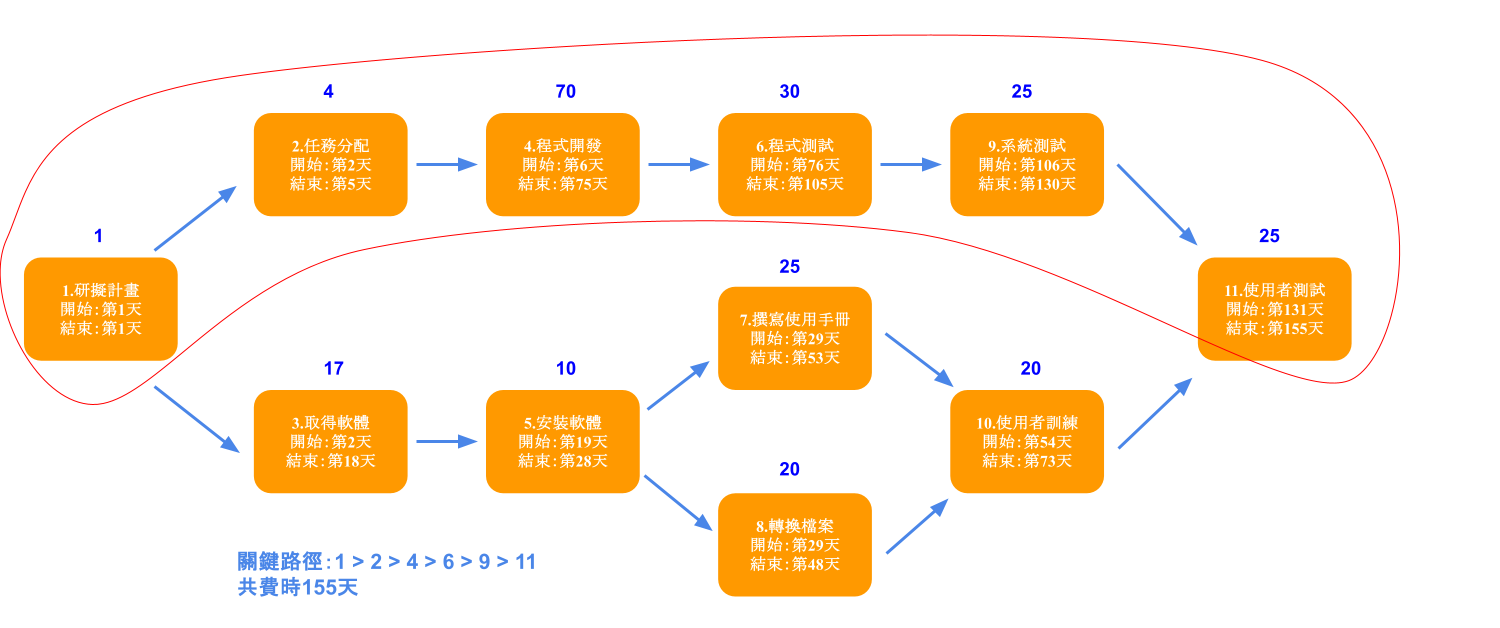 4
70
30
25
2.任務分配
開始:第2天
結束:第5天
4.程式開發
開始:第6天
結束:第75天
6.程式測試
開始:第76天
結束:第105天
9.系統測試
開始:第106天
結束:第130天
1
1.研擬計畫
開始:第1天
結束:第1天
25
11.使用者測試
開始:第131天
結束:第155天
25
7.撰寫使用手冊
開始:第29天
結束:第53天
17
3.取得軟體
開始:第2天
結束:第18天
10
5.安裝軟體
開始:第19天
結束:第28天
20
10.使用者訓練
開始:第54天
結束:第73天
20
8.轉換檔案
開始:第29天
結束:第48天
關鍵路徑:1 > 2 > 4 > 6 > 9 > 11
共費時155天